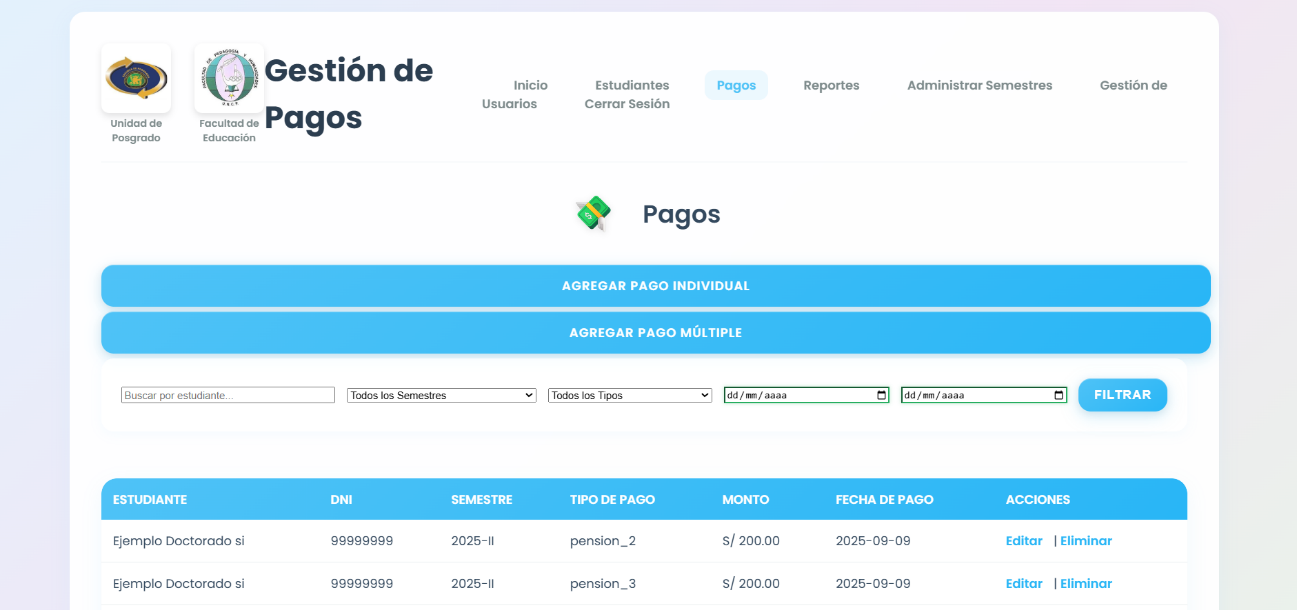 Unidad de
Posgrado
Facultad de
Educación
Gestión de
Pagos
Inicio Estudiantes Pagos Reportes Administrar Semestres Gestión de
Usuarios Cerrar Sesión
Pagos
AGREGAR PAGO INDIVIDUAL
AGREGAR PAGO MÚLTIPLE
Buscar por estudiante... Todos los Semestres Todos los Tipos dd/mm/aaaa dd/mm/aaaa FILTRAR
ESTUDIANTE DNI SEMESTRE TIPO DE PAGO MONTO FECHA DE PAGO ACCIONES
Ejemplo Doctorado si 99999999 2025-II pension_2 S/ 200.00 2025-09-09 Editar | Eliminar
Ejemplo Doctorado si 99999999 2025-II pension_3 S/ 200.00 2025-09-09 Editar | Eliminar